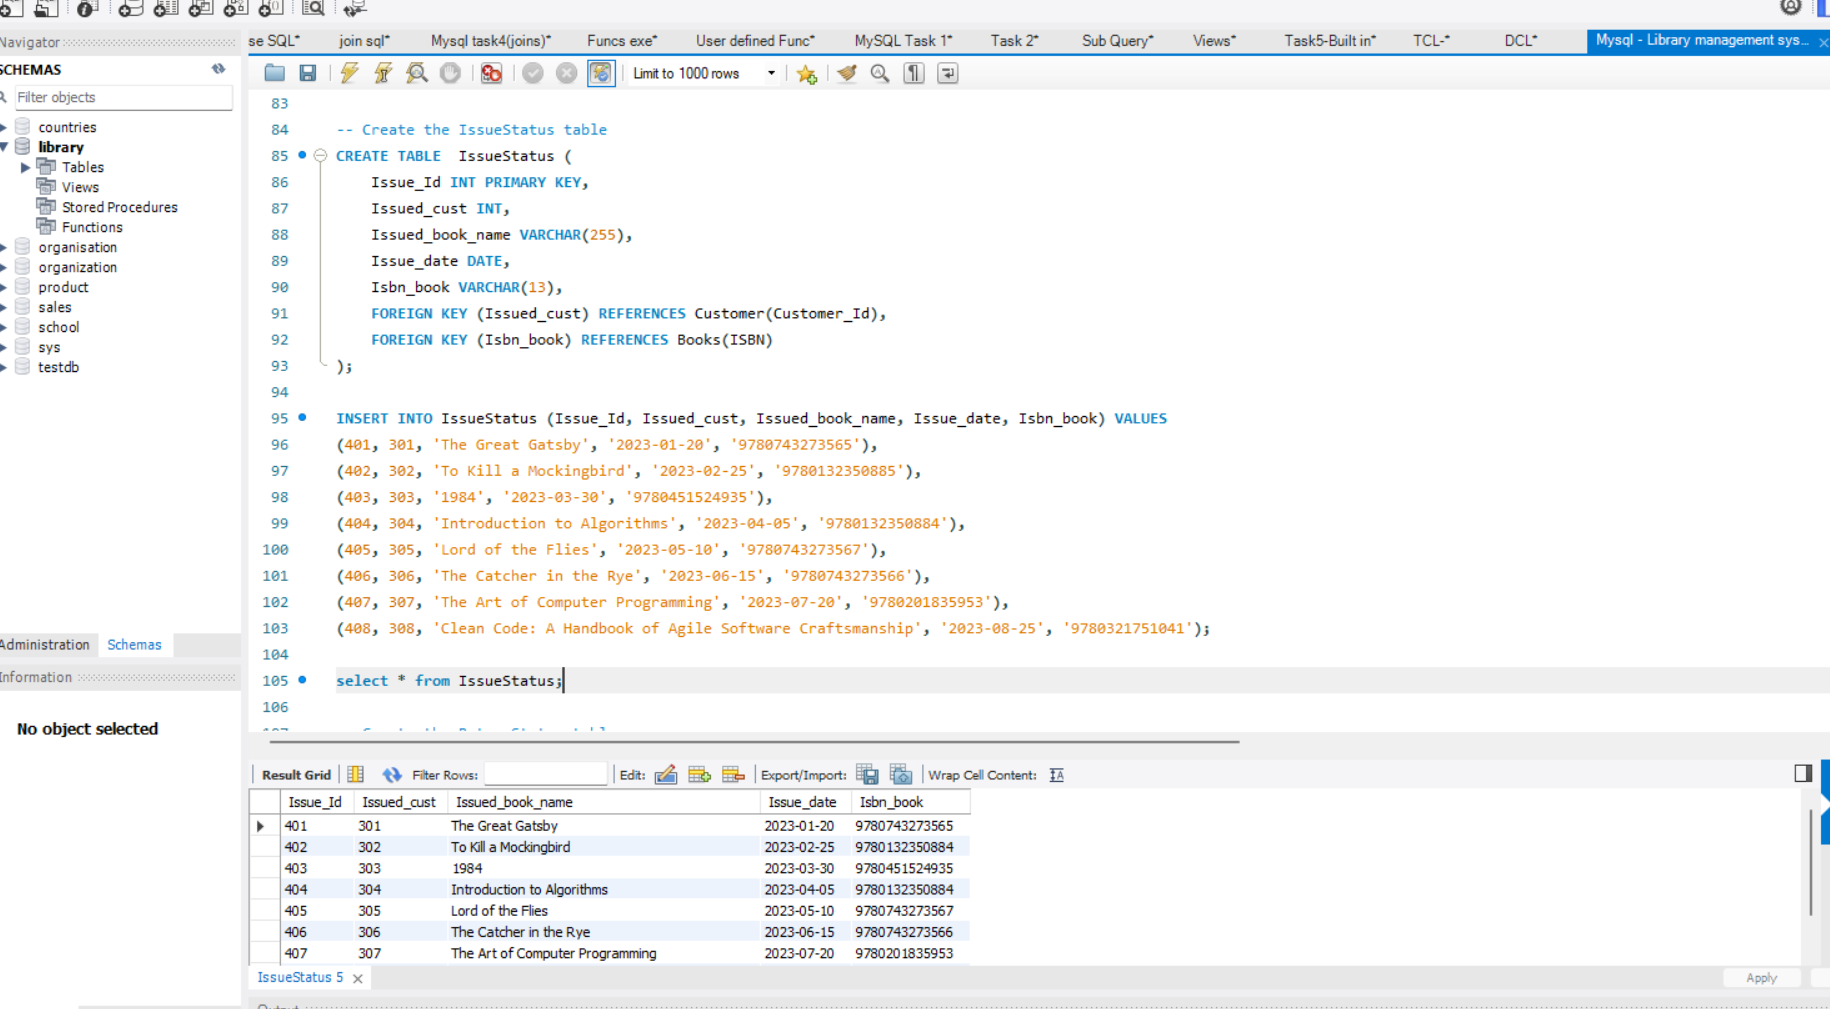 Navigator
SCHEMAS
Filter objects
countries
library
Tables
Views
Stored Procedures
Functions
organisation
organization
product
sales
school
sys
testdb
Administration Schemas
Information
No object selected
se SQL* join sql* Mysql task4(joins)* Funcs exe* User defined Func* MySQL Task 1* Task 2* Sub Query* Views* Task5-Built in* TCL-* DCL* Mysql - Library management sys...
Limit to 1000 rows
83
84 -- Create the IssueStatus table
85 CREATE TABLE IssueStatus (
86 Issue_Id INT PRIMARY KEY,
87 Issued_cust INT,
88 Issued_book_name VARCHAR(255),
89 Issue_date DATE,
90 Isbn_book VARCHAR(13),
91 FOREIGN KEY (Issued_cust) REFERENCES Customer(Customer_Id),
92 FOREIGN KEY (Isbn_book) REFERENCES Books(ISBN)
93 );
94
95 INSERT INTO IssueStatus (Issue_Id, Issued_cust, Issued_book_name, Issue_date, Isbn_book) VALUES
96 (401, 301, 'The Great Gatsby', '2023-01-20', '9780743273565'),
97 (402, 302, 'To Kill a Mockingbird', '2023-02-25', '9780132350885'),
98 (403, 303, '1984', '2023-03-30', '9780451524935'),
99 (404, 304, 'Introduction to Algorithms', '2023-04-05', '9780132350884'),
100 (405, 305, 'Lord of the Flies', '2023-05-10', '9780743273567'),
101 (406, 306, 'The Catcher in the Rye', '2023-06-15', '9780743273566'),
102 (407, 307, 'The Art of Computer Programming', '2023-07-20', '9780201835953'),
103 (408, 308, 'Clean Code: A Handbook of Agile Software Craftsmanship', '2023-08-25', '9780321751041');
104
105 select * from IssueStatus;
106
Result Grid Filter Rows: Edit: Export/Import: Wrap Cell Content:
Issue_Id Issued_cust Issued_book_name Issue_date Isbn_book
401 301 The Great Gatsby 2023-01-20 9780743273565
402 302 To Kill a Mockingbird 2023-02-25 9780132350884
403 303 1984 2023-03-30 9780451524935
404 304 Introduction to Algorithms 2023-04-05 9780132350884
405 305 Lord of the Flies 2023-05-10 9780743273567
406 306 The Catcher in the Rye 2023-06-15 9780743273566
407 307 The Art of Computer Programming 2023-07-20 9780201835953
IssueStatus 5
Apply